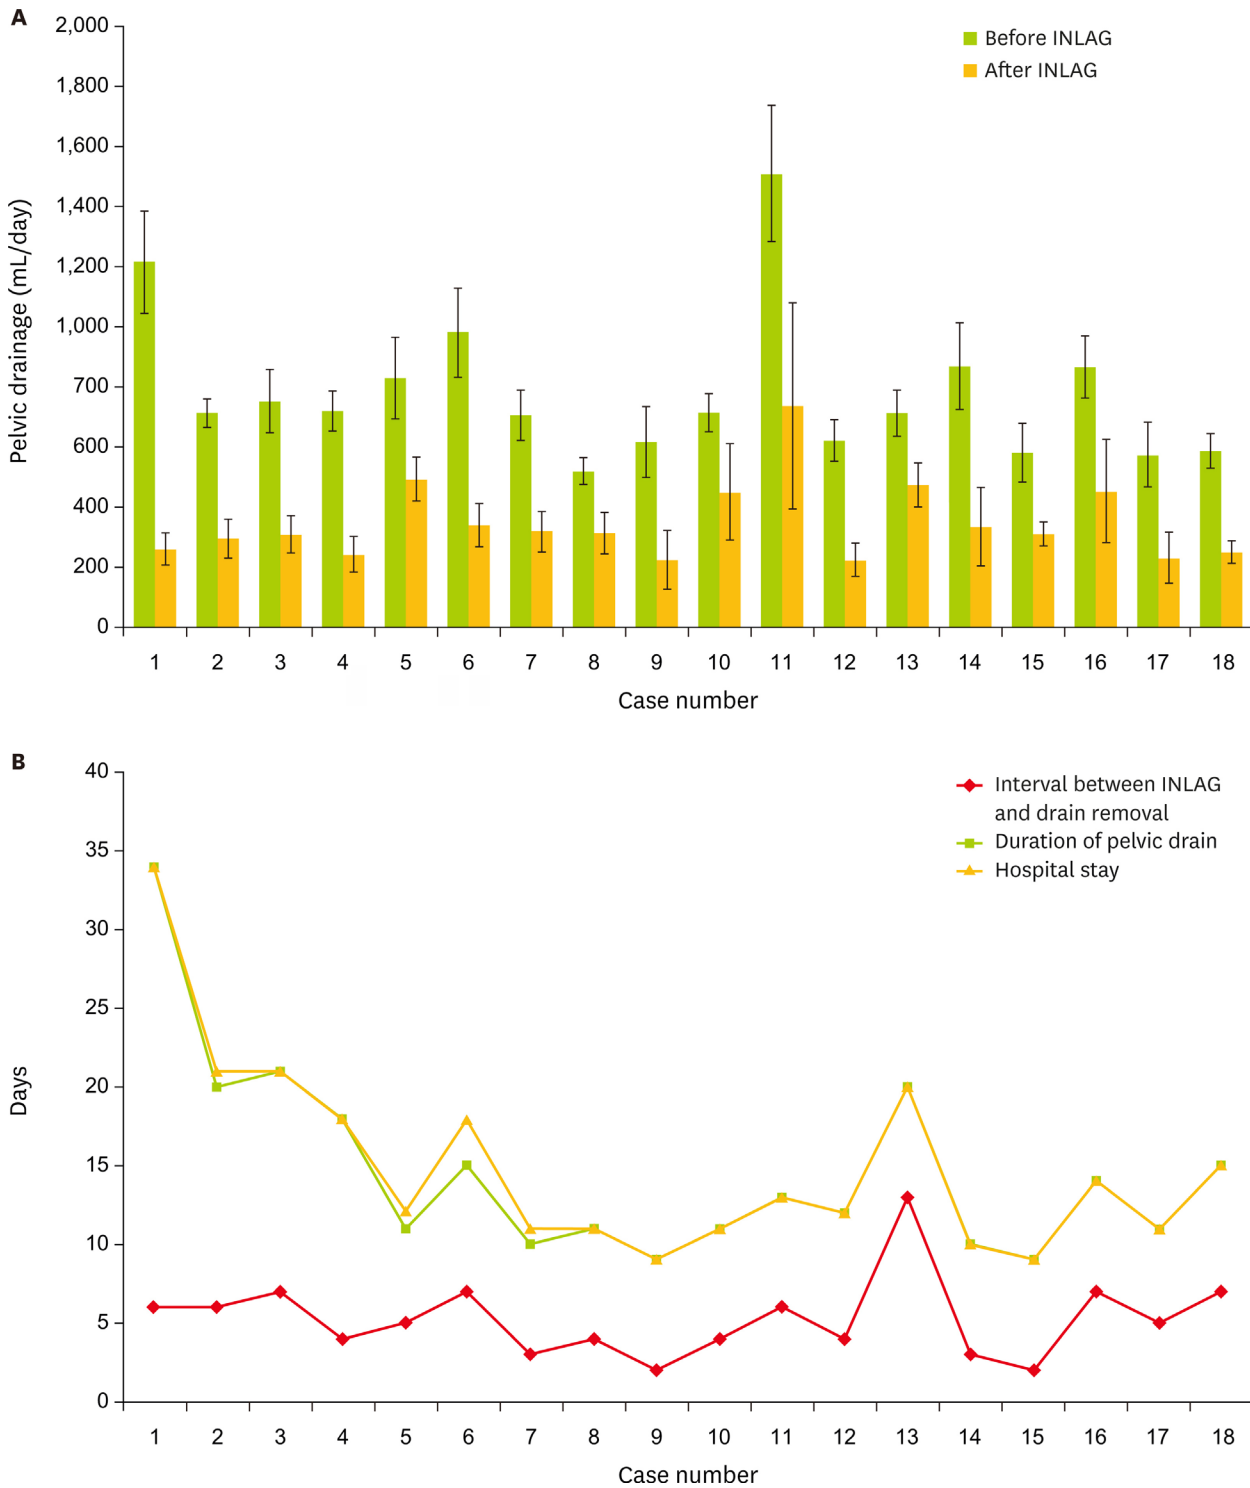 A
2,000
1,800
1,600
1,400
1,200
1,000
700
600
400
200
0
Pelvic drainage (mL/day)
Before INLAG
After INLAG
1 2 3 4 5 6 7 8 9 10 11 12 13 14 15 16 17 18
Case number
B
40
35
30
25
20
15
10
5
0
Days
Interval between INLAG
and drain removal
Duration of pelvic drain
Hospital stay
1 2 3 4 5 6 7 8 9 10 11 12 13 14 15 16 17 18
Case number